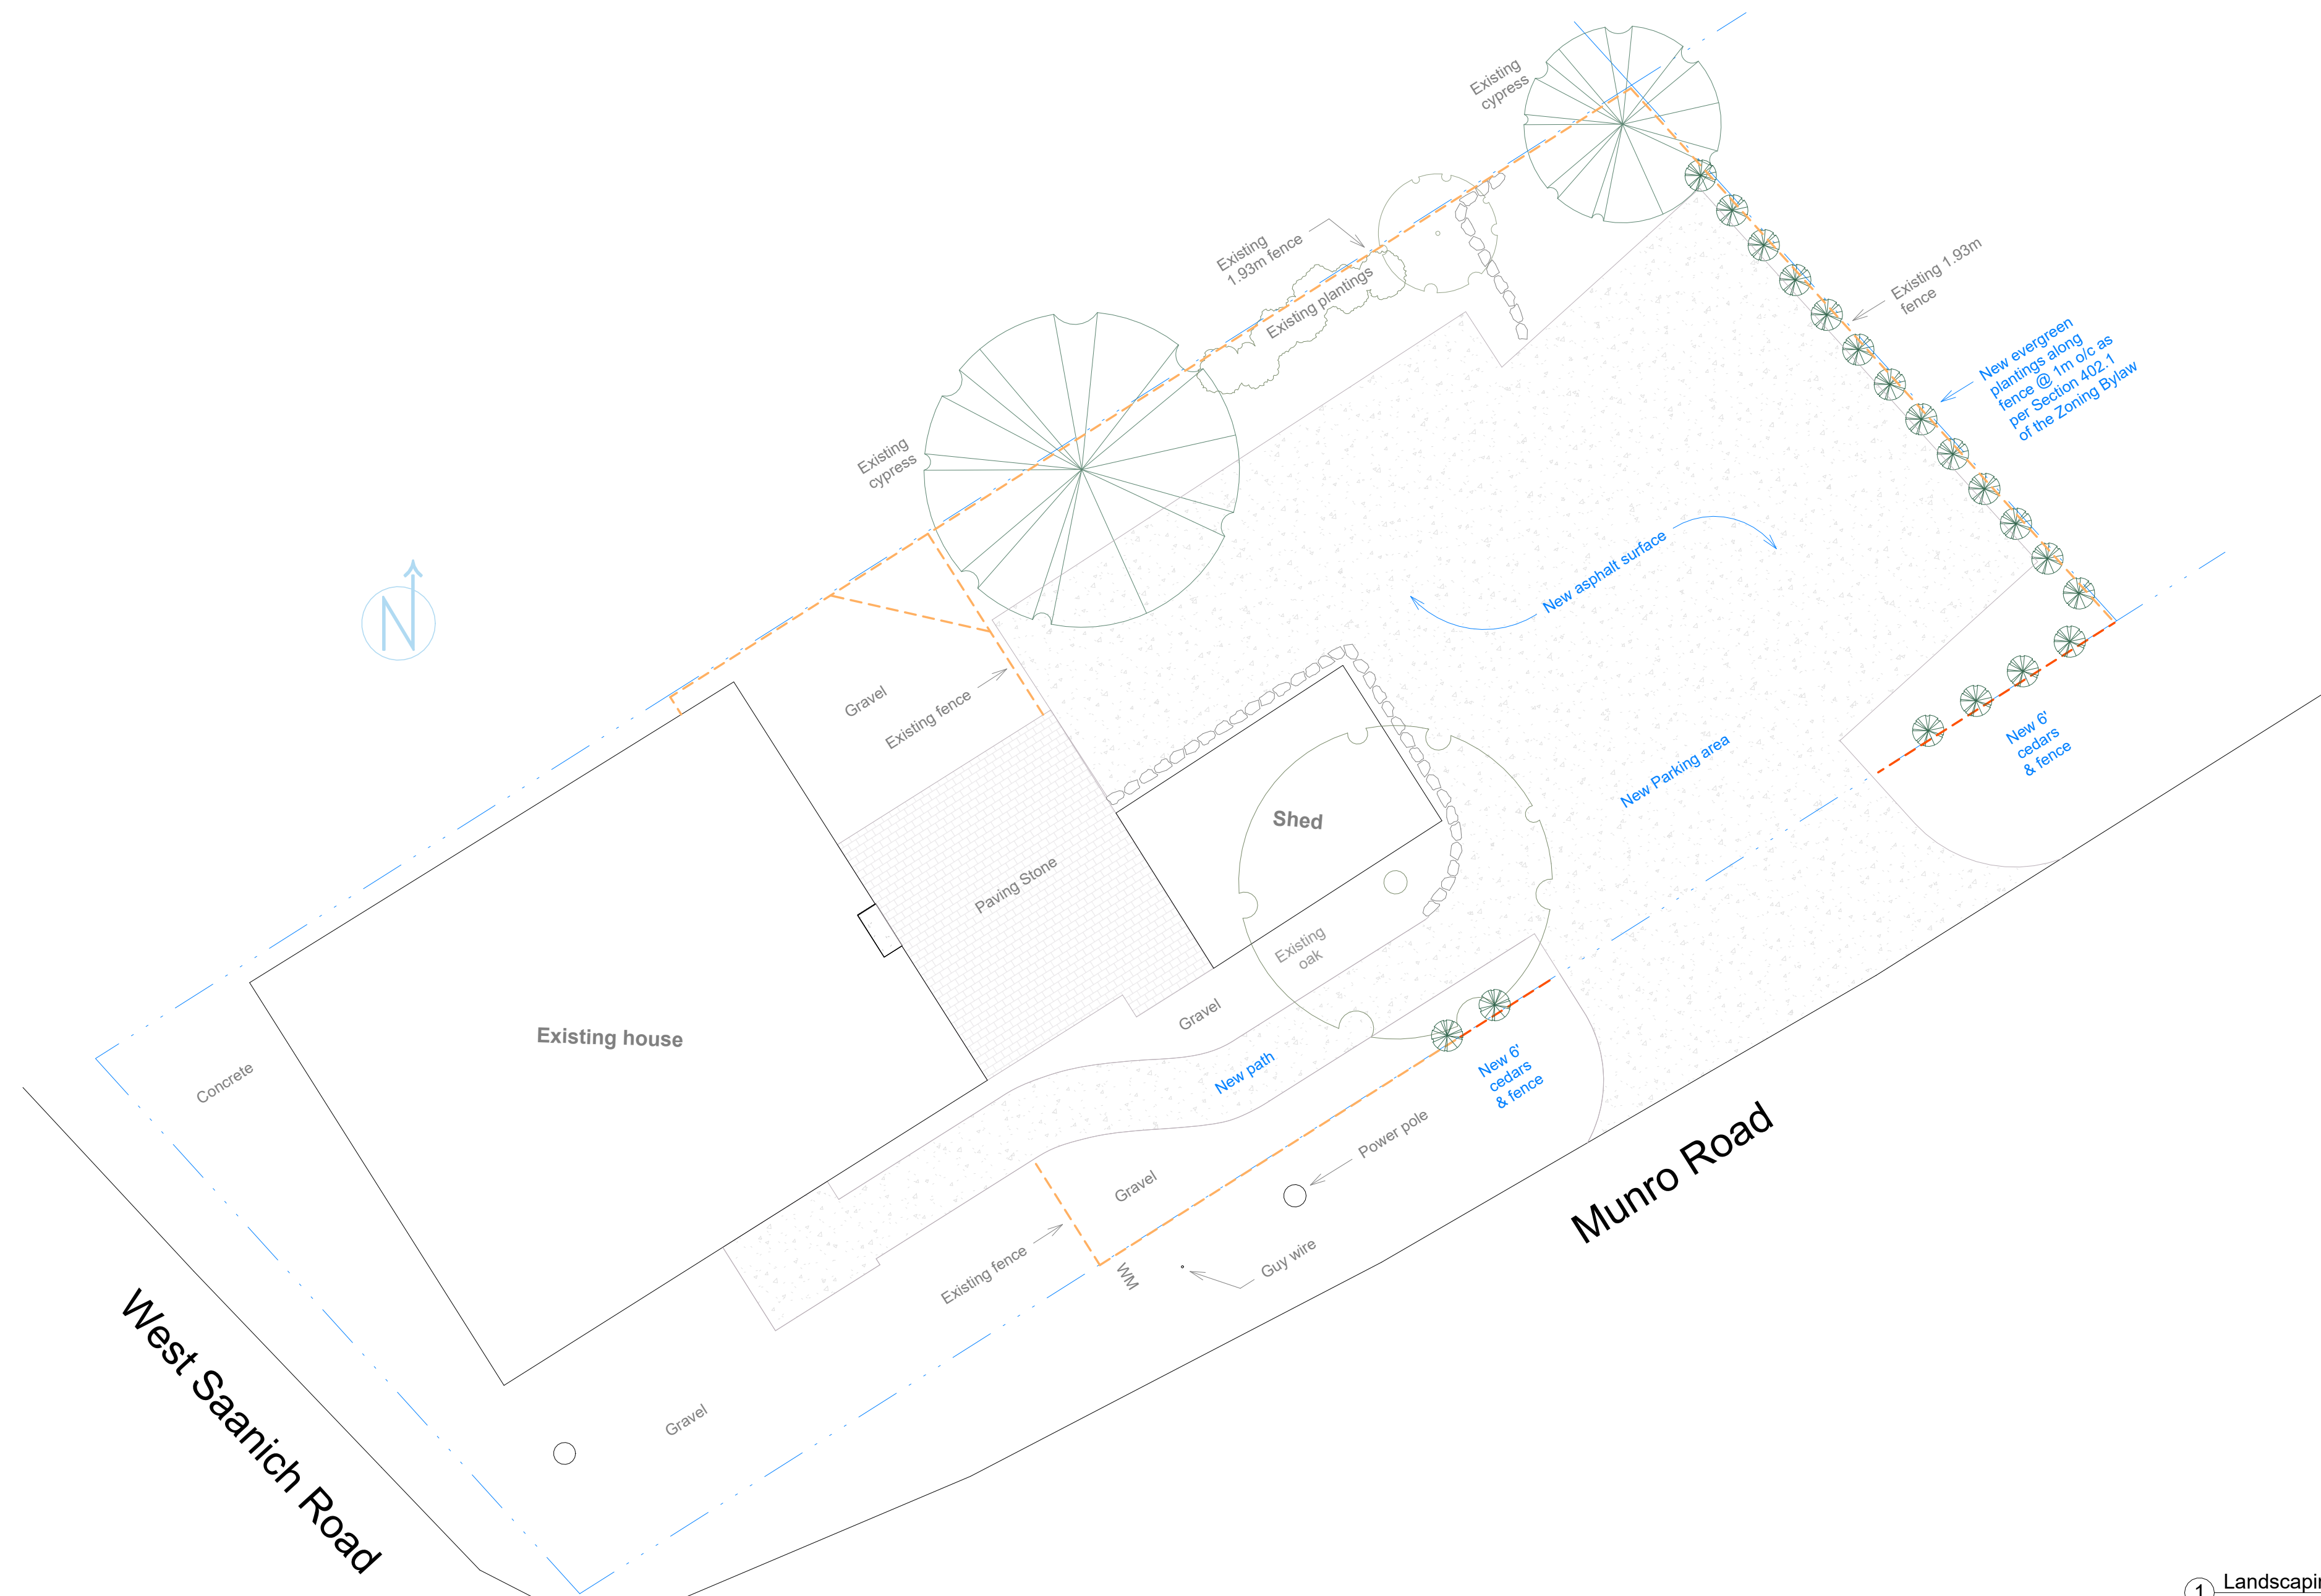 Existing
cypress
Existing
1.93m fence
Existing plantings
Existing 1.93m
fence
New evergreen
plantings along
fence @ 1m o/c as
per Section 402.1
of the Zoning Bylaw
Existing
cypress
New asphalt surface
N
Gravel
Existing fence
New 6'
cedars
& fence
New Parking area
Shed
Paving Stone
Existing
oak
Gravel
Existing house
Concrete
New path
New 6'
cedars
& fence
Power pole
Munro Road
Gravel
Existing fence
WM
Guy wire
West Saanich Road
Gravel
1